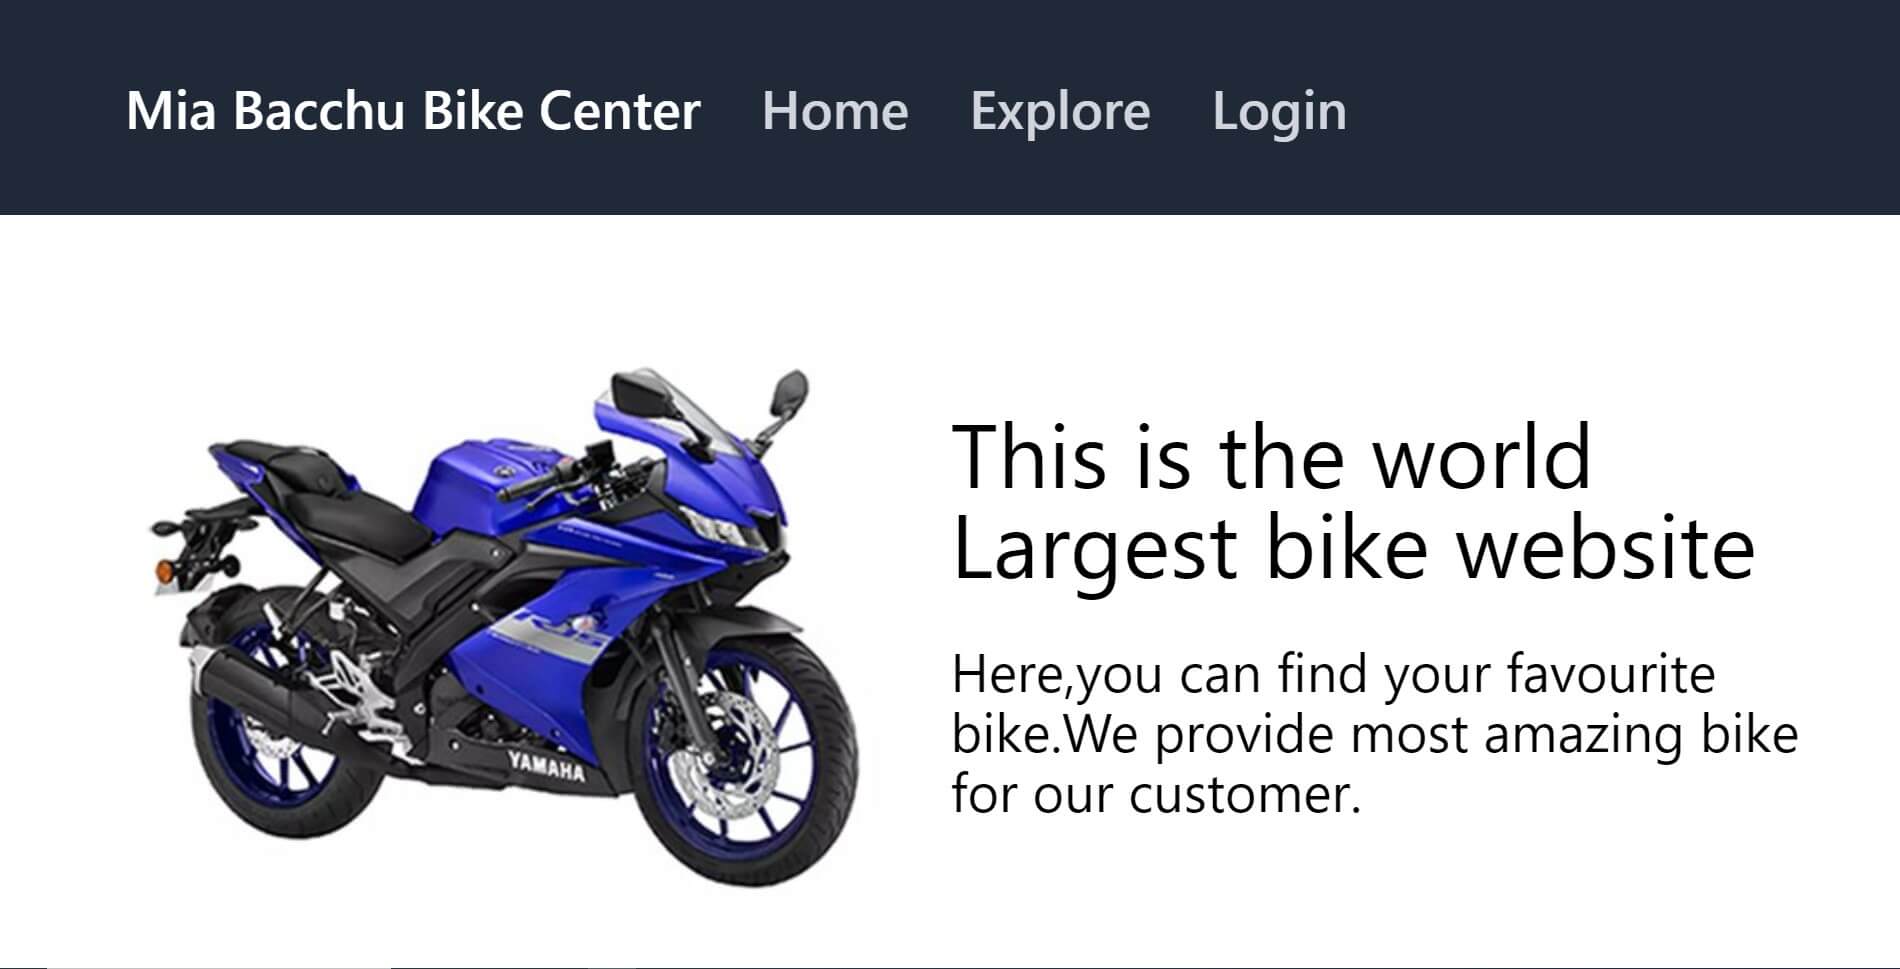 Mia Bacchu Bike Center Home Explore Login
This is the world
Largest bike website
Here,you can find your favourite
bike.We provide most amazing bike
for our customer.
YAMAHA